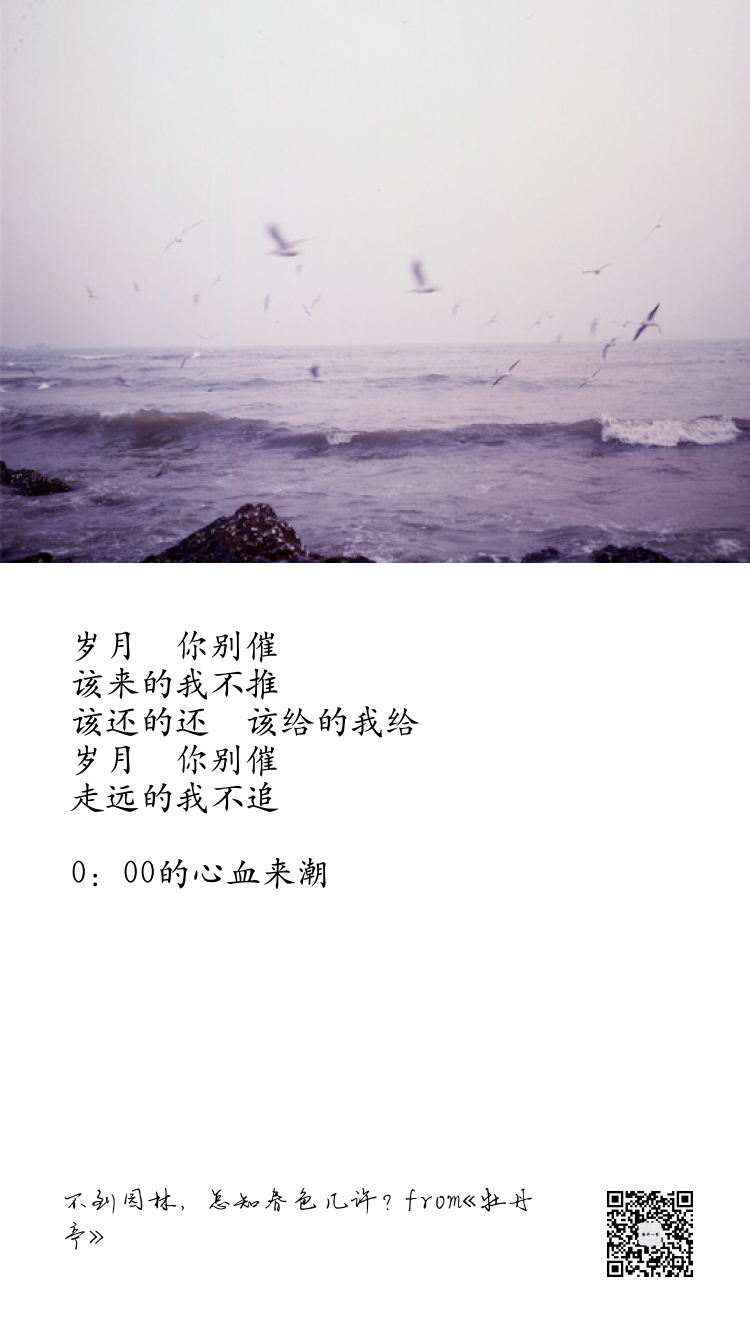 岁月　你别催
该来的我不推
该还的还　该给的我给
岁月　你别催
走远的我不追
0：00的心血来潮
不到园林，怎知春色几许？from《牡丹
亭》